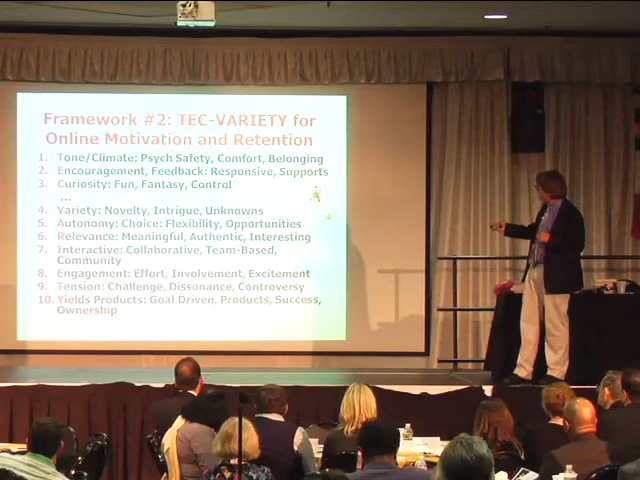 Framework #2: TEC-VARIETY for
Online Motivation and Retention
1. Tone/Climate: Psych Safety, Comfort, Belonging
2. Encouragement, Feedback: Responsive, Supports
3. Curiosity: Fun, Fantasy, Control
...
4. Variety: Novelty, Intrigue, Unknowns
5. Autonomy: Choice: Flexibility, Opportunities
6. Relevance: Meaningful, Authentic, Interesting
7. Interactive: Collaborative, Team-Based,
Community
8. Engagement: Effort, Involvement, Excitement
9. Tension: Challenge, Dissonance, Controversy
10. Yields Products: Goal Driven, Products, Success,
Ownership